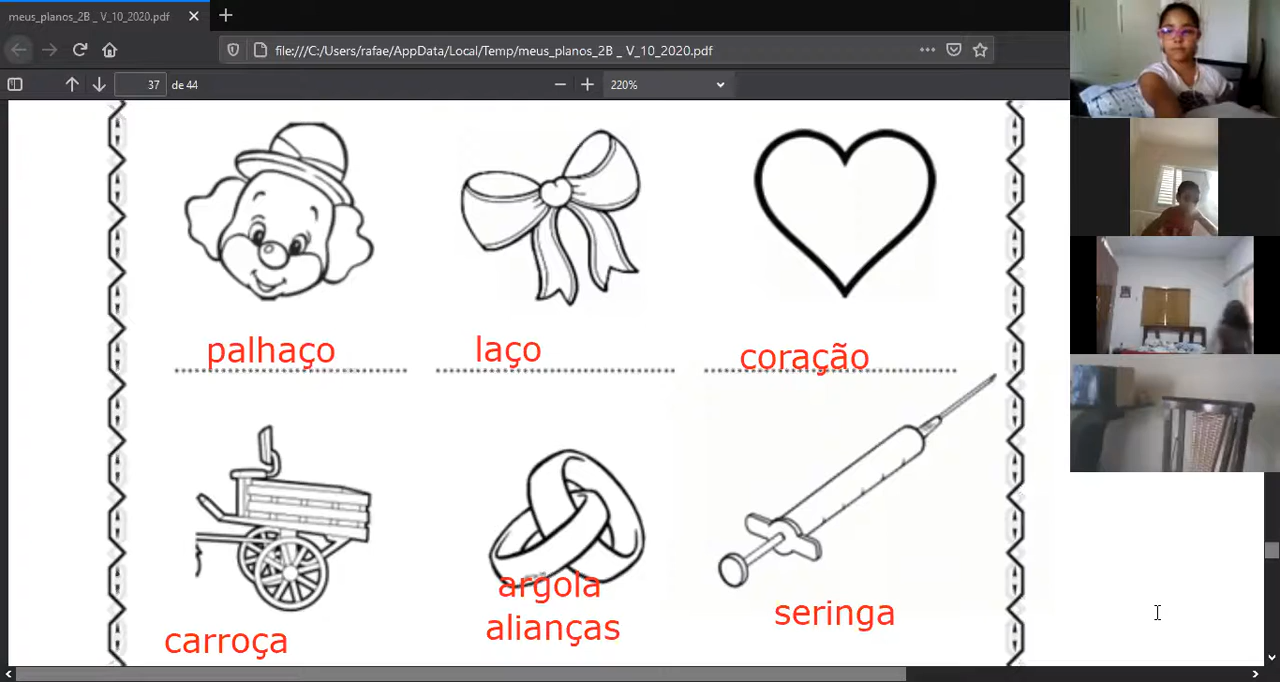 meus_planos_2B _ V_10_2020.pdf
file:///C:/Users/rafae/AppData/Local/Temp/meus_planos_2B _ V_10_2020.pdf
37 de 44
220%
palhaço laço coração
carroça argola seringa
alianças